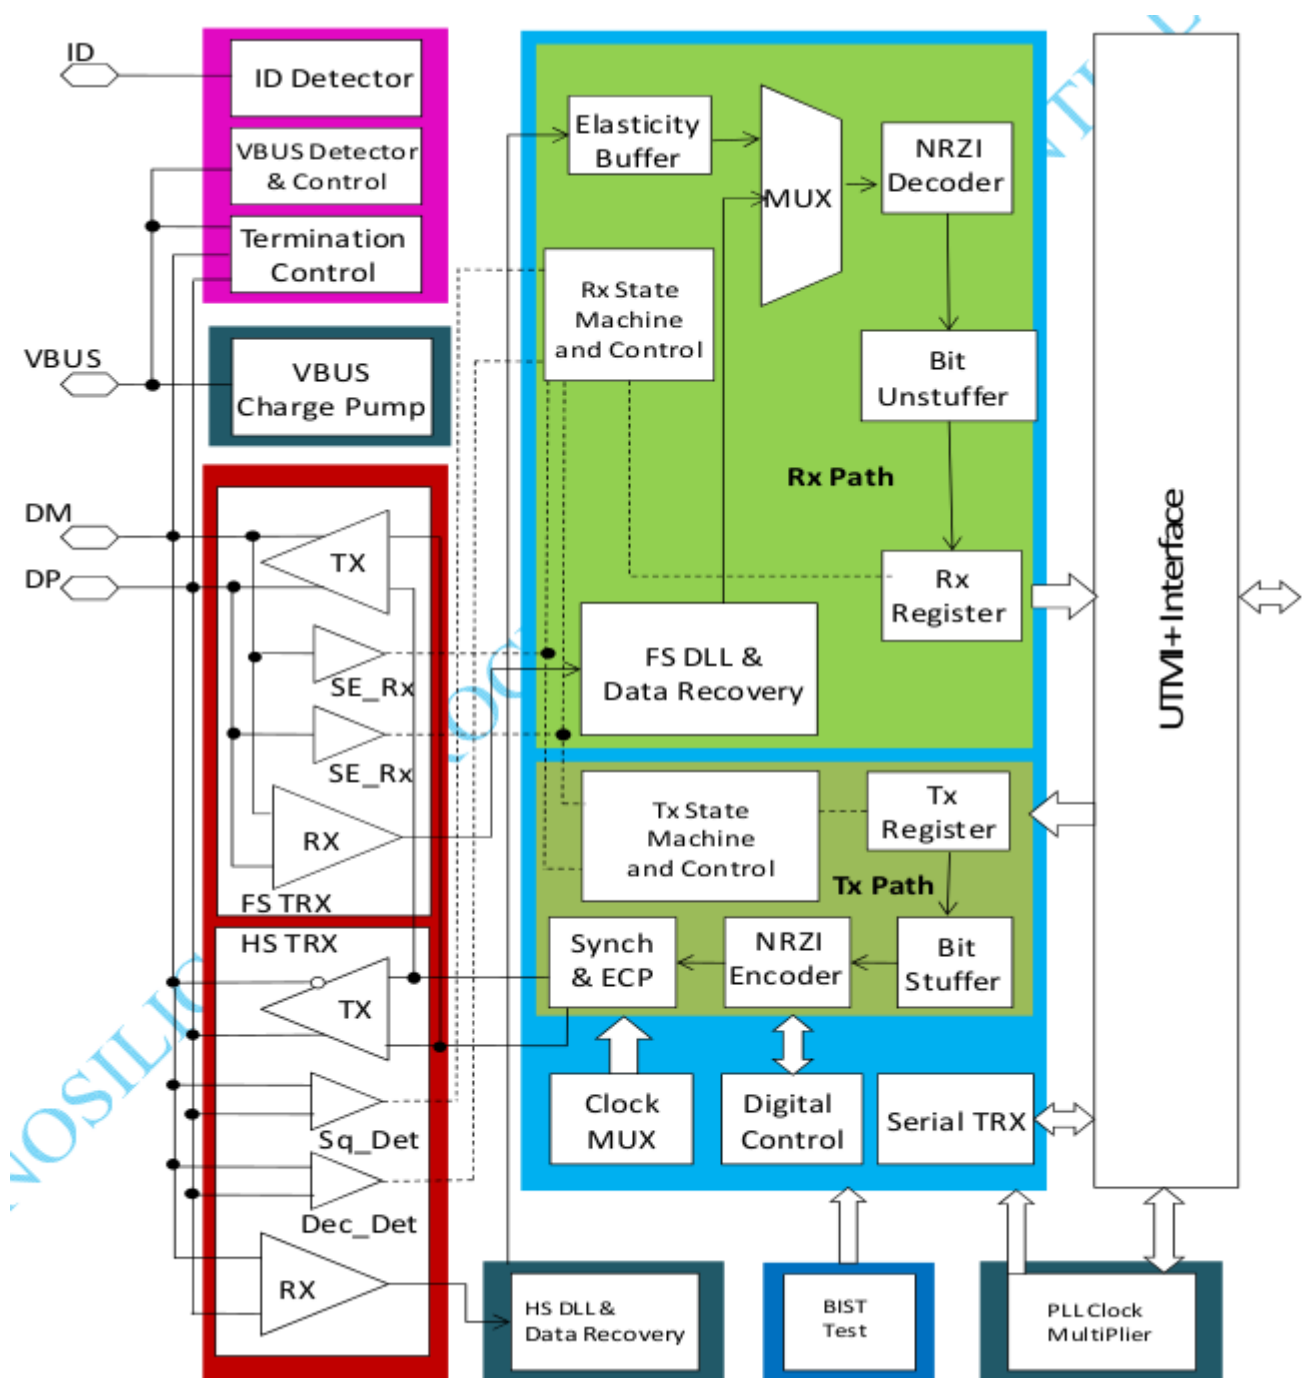 ID
ID Detector
VBUS Detector
& Control
Termination
Control
VBUS
VBUS
Charge Pump
DM
DP
TX
SE_Rx
SE_Rx
RX
FS TRX
HS TRX
TX
Sq_Det
Dec_Det
RX
Elasticity
Buffer
MUX
NRZI
Decoder
Rx State
Machine
and Control
Bit
Unstuffer
Rx Path
Rx
Register
FS DLL &
Data Recovery
Tx State
Machine
and Control
Tx
Register
Tx Path
Synch
& ECP
NRZI
Encoder
Bit
Stuffer
Clock
MUX
Digital
Control
Serial TRX
UTMI+Interface
HS DLL &
Data Recovery
BIST
Test
PLL Clock
MultiPlier